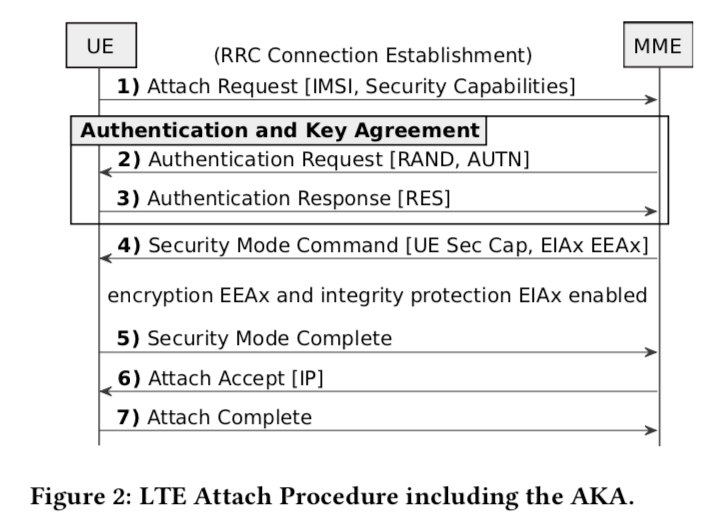 UE
MME
(RRC Connection Establishment)
1) Attach Request [IMSI, Security Capabilities]
Authentication and Key Agreement
2) Authentication Request [RAND, AUTN]
3) Authentication Response [RES]
4) Security Mode Command [UE Sec Cap, EIAx EEAx]
encryption EEAx and integrity protection EIAx enabled
5) Security Mode Complete
6) Attach Accept [IP]
7) Attach Complete
Figure 2: LTE Attach Procedure including the AKA.